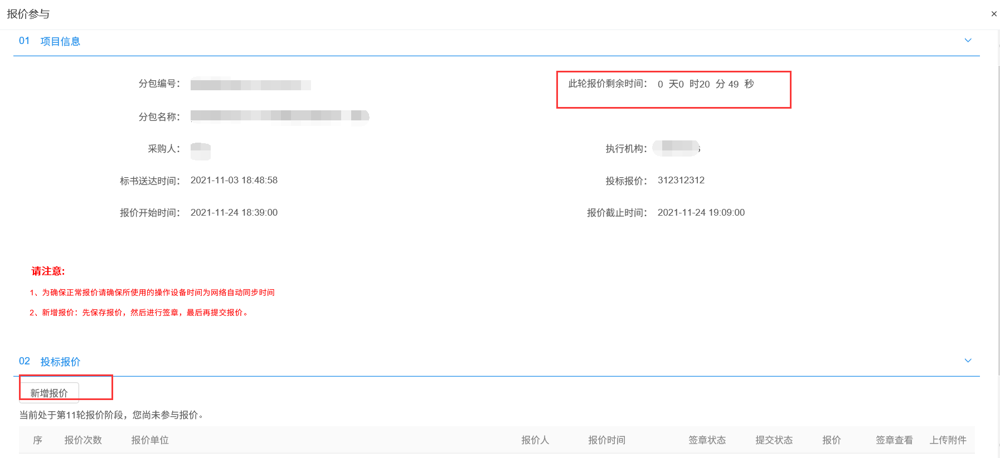 报价参与
×
01 项目信息
分包编号：
此轮报价剩余时间： 0 天0 时20 分 49 秒
分包名称：
采购人：
执行机构：
标书送达时间： 2021-11-03 18:48:58
投标报价： 312312312
报价开始时间： 2021-11-24 18:39:00
报价截止时间： 2021-11-24 19:09:00
请注意:
1、为确保正常报价请确保所使用的操作设备时间为网络自动同步时间
2、新增报价：先保存报价，然后进行签章，最后再提交报价。
02 投标报价
新增报价
当前处于第11轮报价阶段，您尚未参与报价。
序 报价次数 报价单位 报价人 报价时间 签章状态 提交状态 报价 签章查看 上传附件